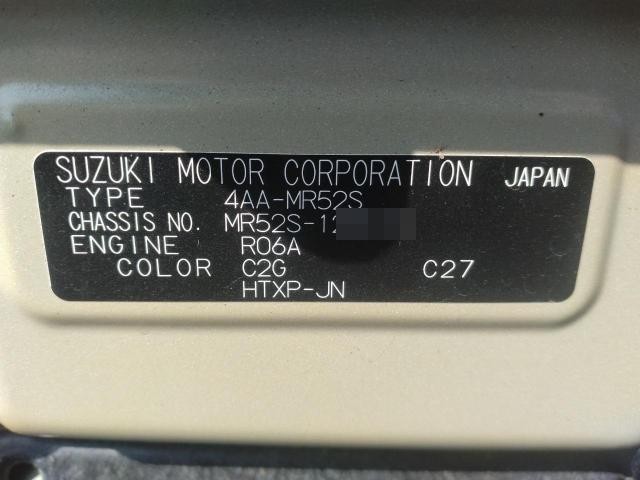 SUZUKI MOTOR CORPORATION JAPAN
TYPE 4AA-MR52S
CHASSIS NO. MR52S-12
ENGINE R06A
COLOR C2G C27
HTXP-JN